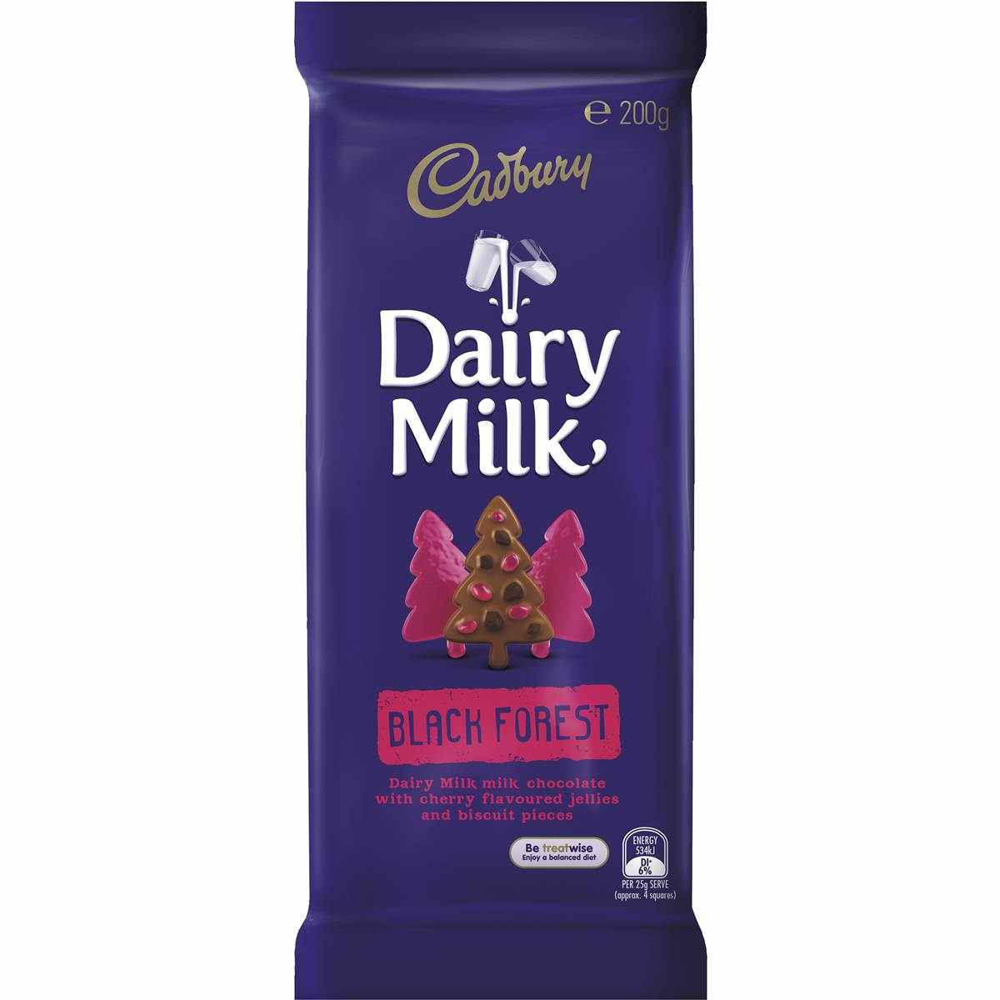 ℮ 200g
Cadbury
Dairy
Milk,
BLACK FOREST
Dairy Milk milk chocolate
with cherry flavoured jellies
and biscuit pieces
Be treatwise
Enjoy a balanced diet
ENERGY
534kJ
DI*
6%
PER 25g SERVE
(approx. 4 squares)